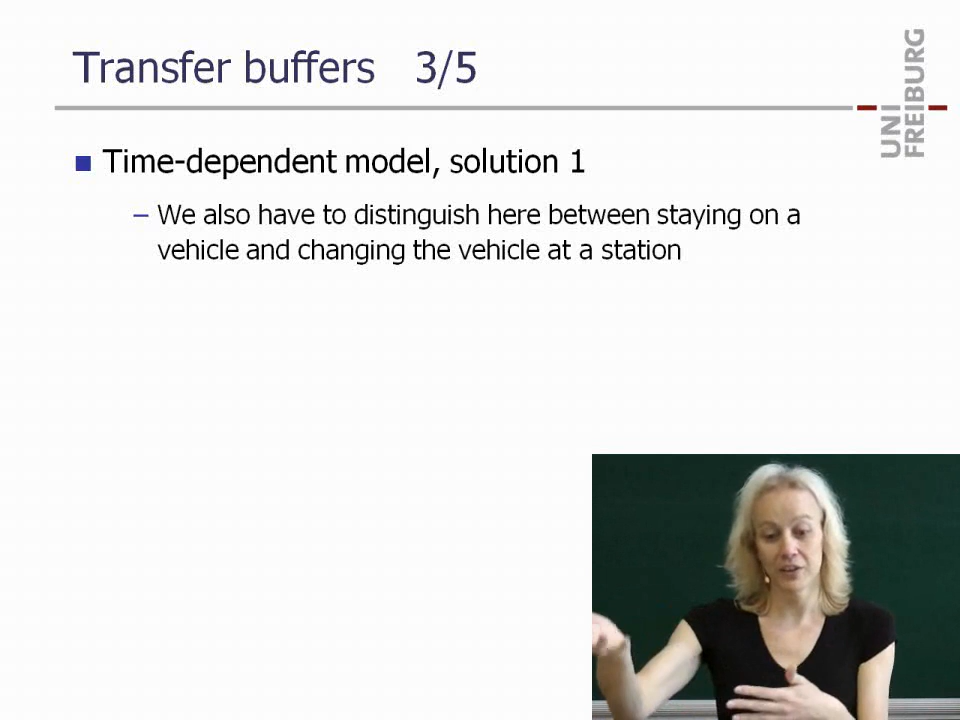 Transfer buffers 3/5
UNI
FREIBURG
Time-dependent model, solution 1
– We also have to distinguish here between staying on a
vehicle and changing the vehicle at a station